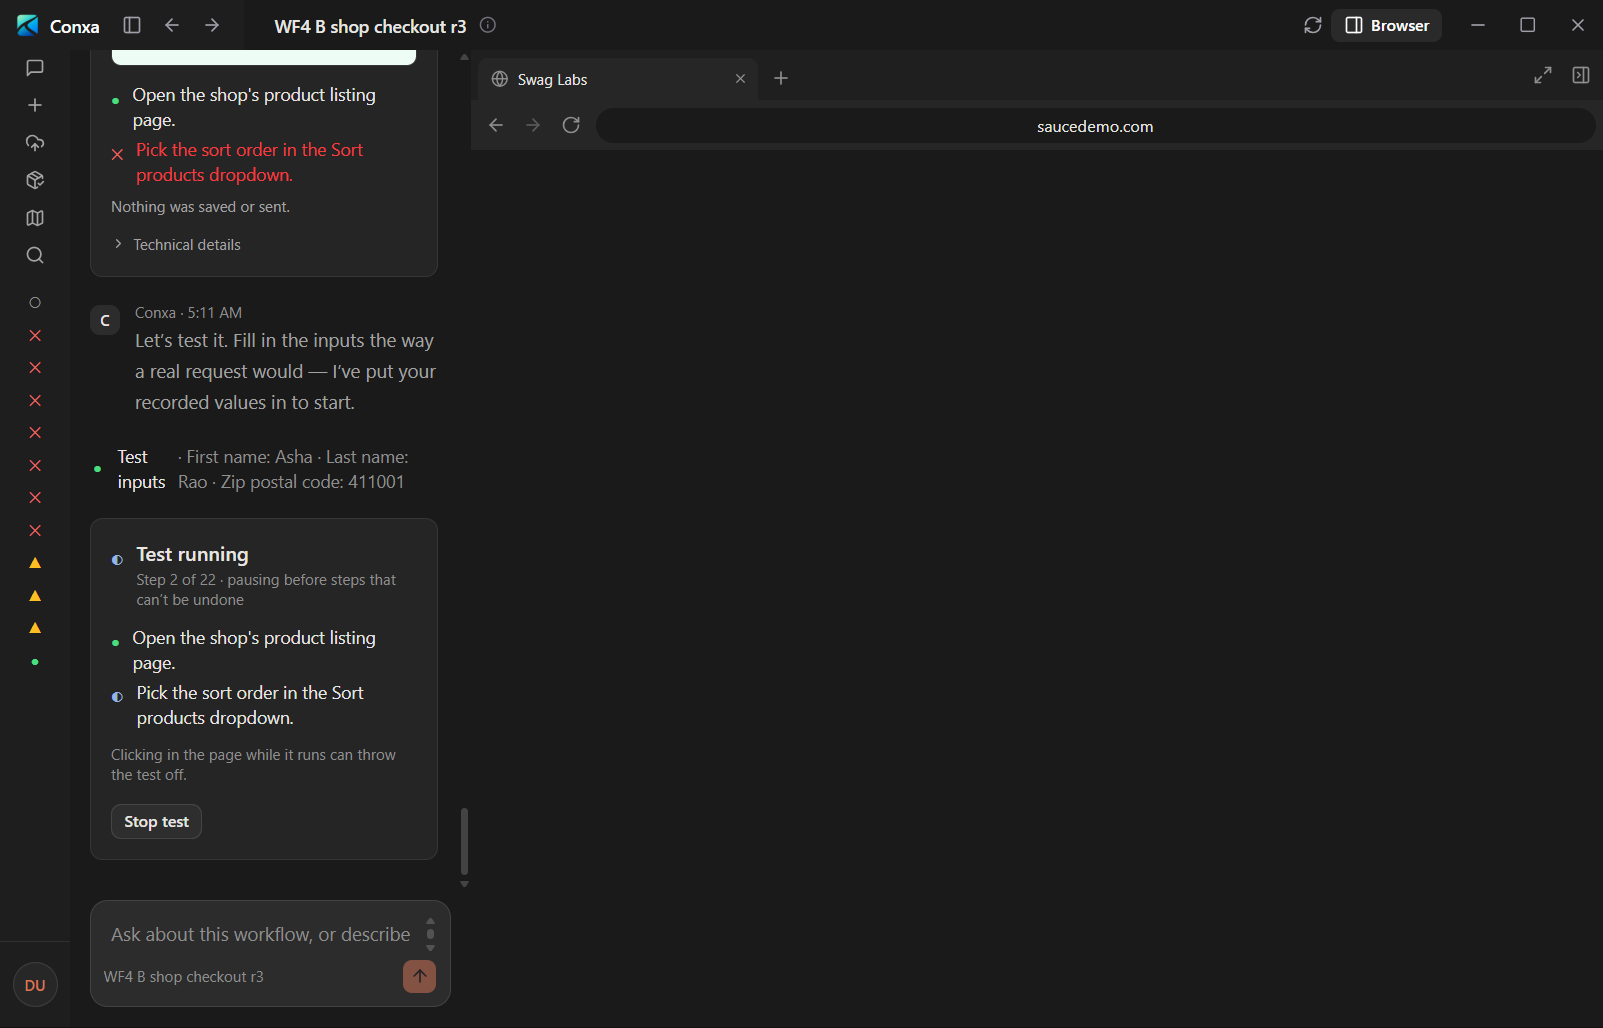 Conxa
WF4 B shop checkout r3
Browser
Open the shop's product listing
page.
Pick the sort order in the Sort
products dropdown.
Nothing was saved or sent.
Technical details
C
Conxa · 5:11 AM
Let’s test it. Fill in the inputs the way
a real request would — I’ve put your
recorded values in to start.
Test
inputs
· First name: Asha · Last name:
Rao · Zip postal code: 411001
Test running
Step 2 of 22 · pausing before steps that
can’t be undone
Open the shop's product listing
page.
Pick the sort order in the Sort
products dropdown.
Clicking in the page while it runs can throw
the test off.
Stop test
Ask about this workflow, or describe
WF4 B shop checkout r3
DU
Swag Labs
saucedemo.com